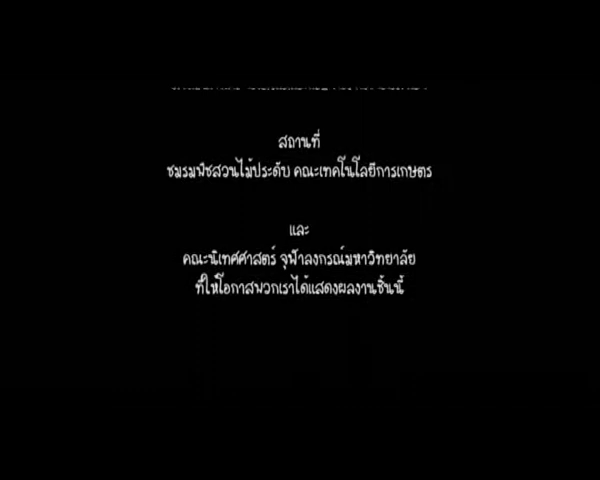 สถานที่
ชมรมพืชสวนไม้ประดับ คณะเทคโนโลยีการเกษตร
และ
คณะนิเทศศาสตร์ จุฬาลงกรณ์มหาวิทยาลัย
ที่ให้โอกาสพวกเราได้แสดงผลงานชิ้นนี้